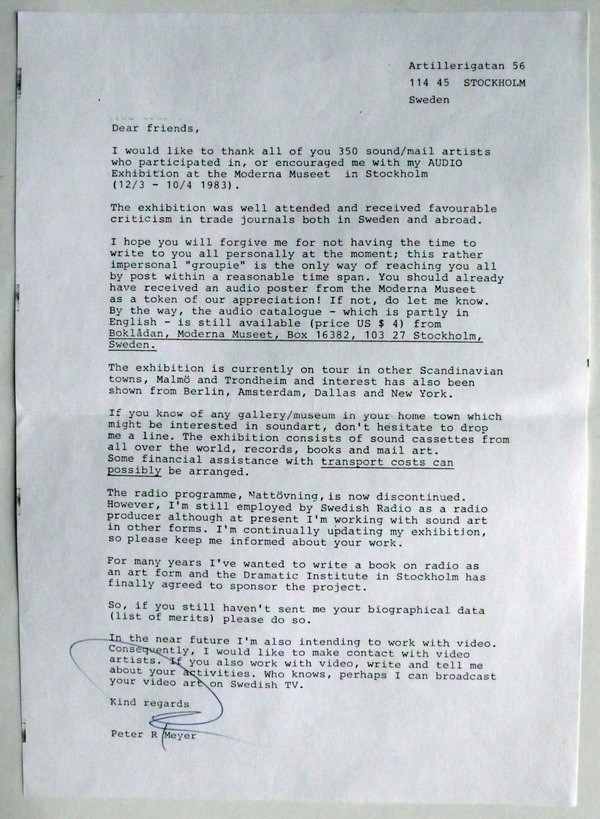 Artillerigatan 56
114 45 STOCKHOLM
Sweden
Dear friends,
I would like to thank all of you 350 sound/mail artists
who participated in, or encouraged me with my AUDIO
Exhibition at the Moderna Museet in Stockholm
(12/3 - 10/4 1983).
The exhibition was well attended and received favourable
criticism in trade journals both in Sweden and abroad.
I hope you will forgive me for not having the time to
write to you all personally at the moment; this rather
impersonal "groupie" is the only way of reaching you all
by post within a reasonable time span. You should already
have received an audio poster from the Moderna Museet
as a token of our appreciation! If not, do let me know.
By the way, the audio catalogue - which is partly in
English - is still available (price US $ 4) from
Boklådan, Moderna Museet, Box 16382, 103 27 Stockholm,
Sweden.
The exhibition is currently on tour in other Scandinavian
towns, Malmö and Trondheim and interest has also been
shown from Berlin, Amsterdam, Dallas and New York.
If you know of any gallery/museum in your home town which
might be interested in soundart, don't hesitate to drop
me a line. The exhibition consists of sound cassettes from
all over the world, records, books and mail art.
Some financial assistance with transport costs can
possibly be arranged.
The radio programme, Nattövning, is now discontinued.
However, I'm still employed by Swedish Radio as a radio
producer although at present I'm working with sound art
in other forms. I'm continually updating my exhibition,
so please keep me informed about your work.
For many years I've wanted to write a book on radio as
an art form and the Dramatic Institute in Stockholm has
finally agreed to sponsor the project.
So, if you still haven't sent me your biographical data
(list of merits) please do so.
In the near future I'm also intending to work with video.
Consequently, I would like to make contact with video
artists. If you also work with video, write and tell me
about your activities. Who knows, perhaps I can broadcast
your video art on Swedish TV.
Kind regards
Peter R Meyer